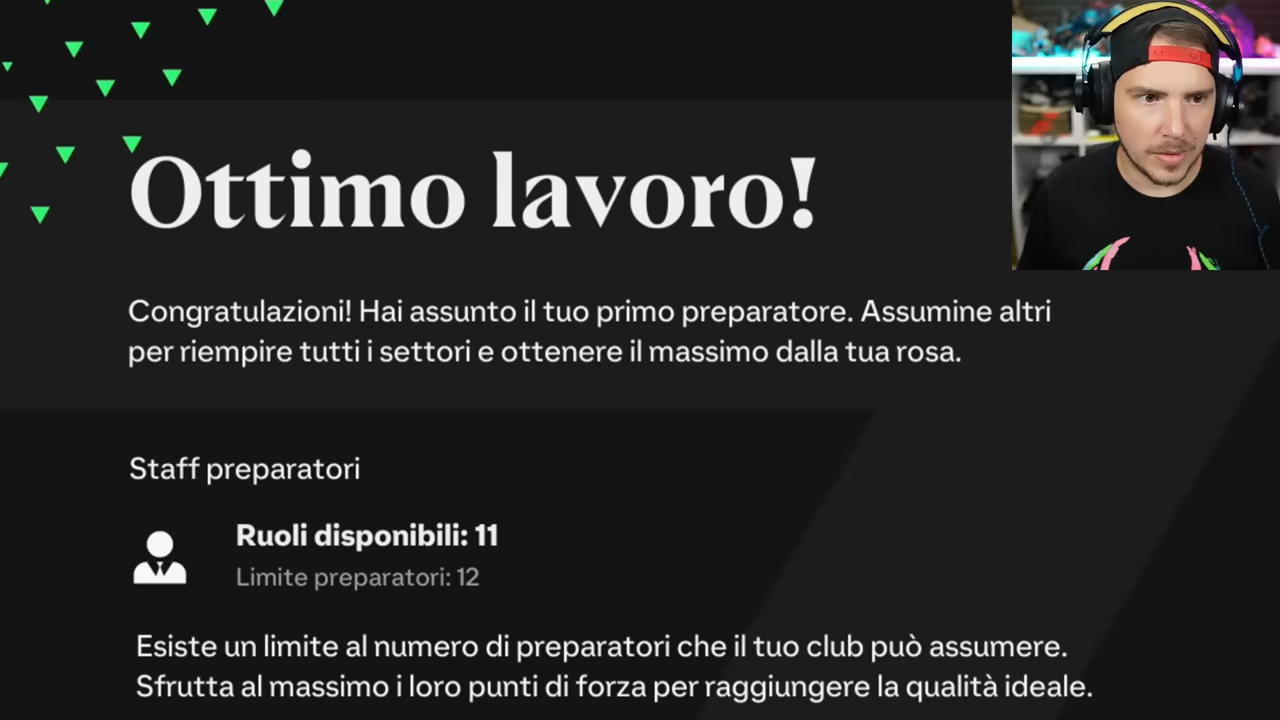 Ottimo lavoro!
Congratulazioni! Hai assunto il tuo primo preparatore. Assumine altri
per riempire tutti i settori e ottenere il massimo dalla tua rosa.
Staff preparatori
Ruoli disponibili: 11
Limite preparatori: 12
Esiste un limite al numero di preparatori che il tuo club può assumere.
Sfrutta al massimo i loro punti di forza per raggiungere la qualità ideale.